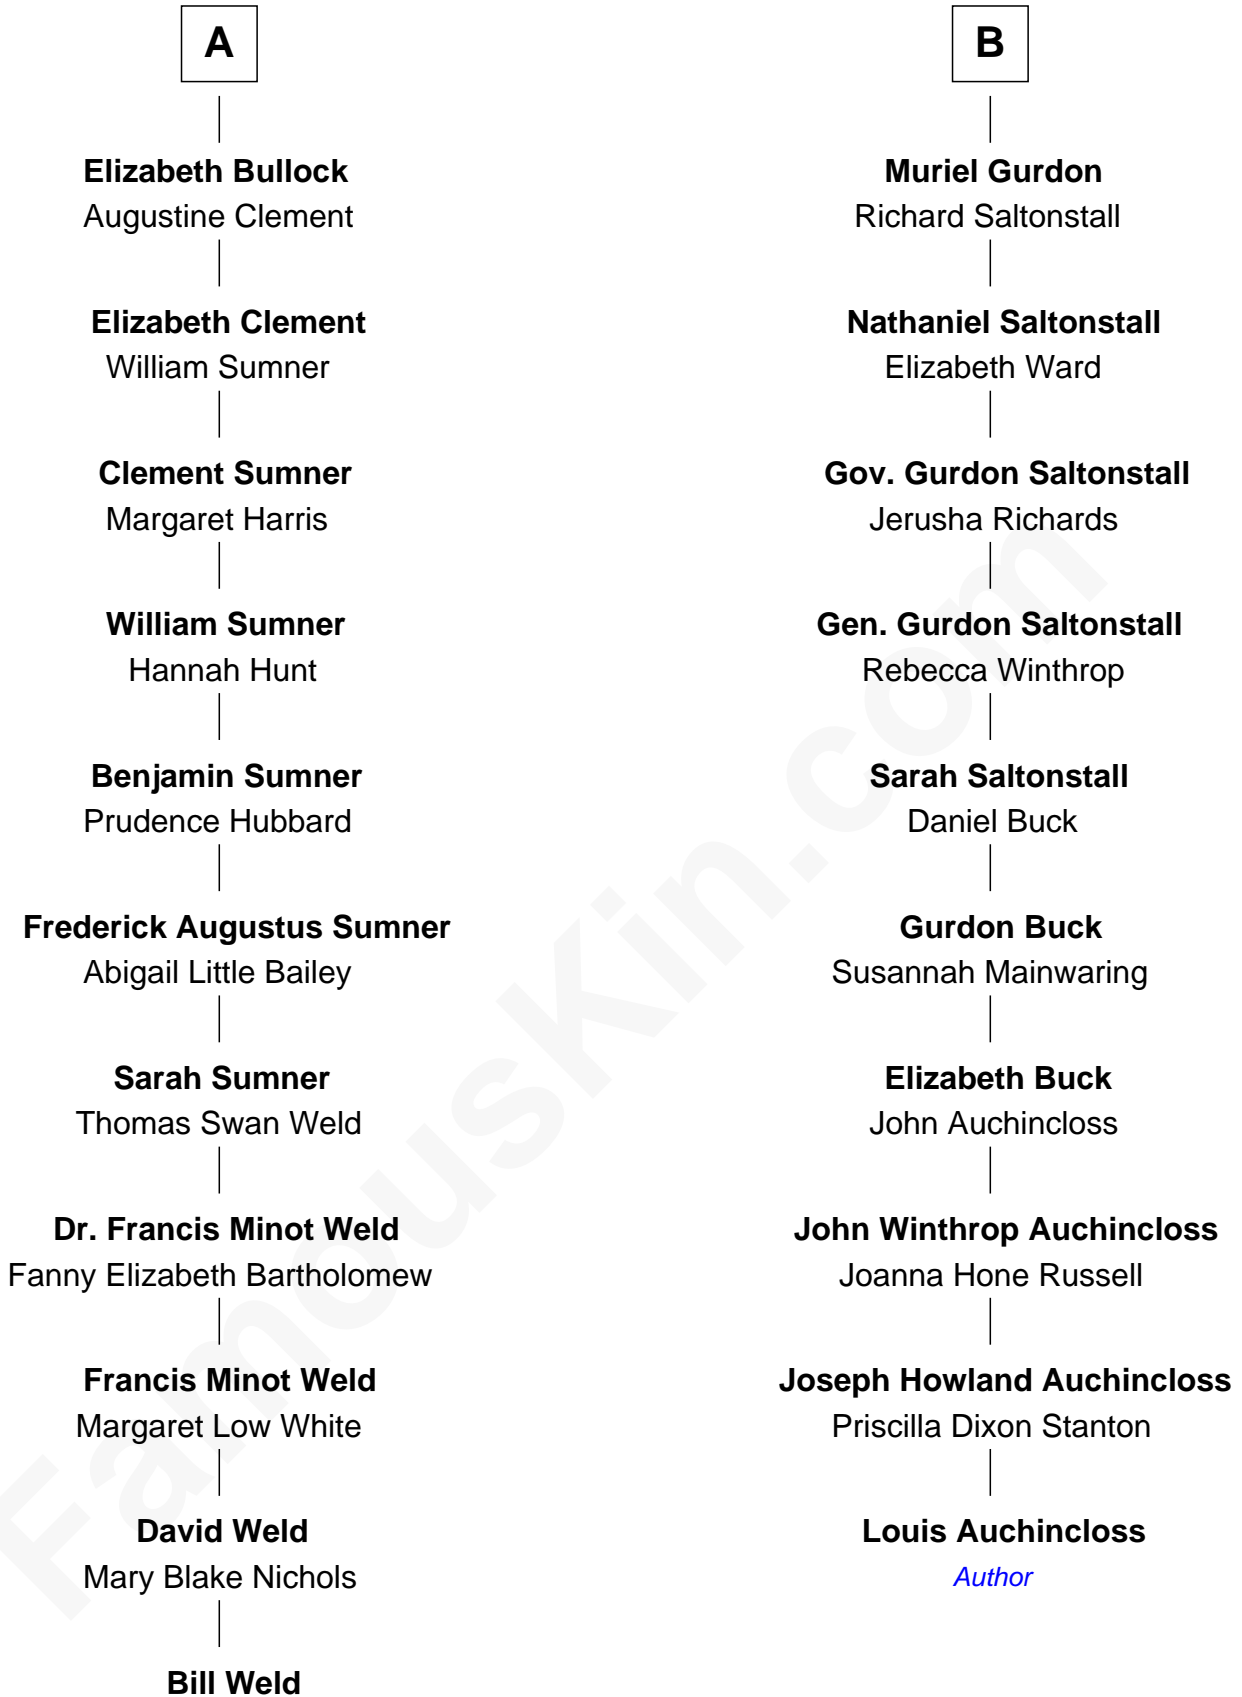 A
Elizabeth Bullock
Augustine Clement
Elizabeth Clement
William Sumner
Clement Sumner
Margaret Harris
William Sumner
Hannah Hunt
Benjamin Sumner
Prudence Hubbard
Frederick Augustus Sumner
Abigail Little Bailey
Sarah Sumner
Thomas Swan Weld
Dr. Francis Minot Weld
Fanny Elizabeth Bartholomew
Francis Minot Weld
Margaret Low White
David Weld
Mary Blake Nichols
Bill Weld
B
Muriel Gurdon
Richard Saltonstall
Nathaniel Saltonstall
Elizabeth Ward
Gov. Gurdon Saltonstall
Jerusha Richards
Gen. Gurdon Saltonstall
Rebecca Winthrop
Sarah Saltonstall
Daniel Buck
Gurdon Buck
Susannah Mainwaring
Elizabeth Buck
John Auchincloss
John Winthrop Auchincloss
Joanna Hone Russell
Joseph Howland Auchincloss
Priscilla Dixon Stanton
Louis Auchincloss
Author
FamousKin.com